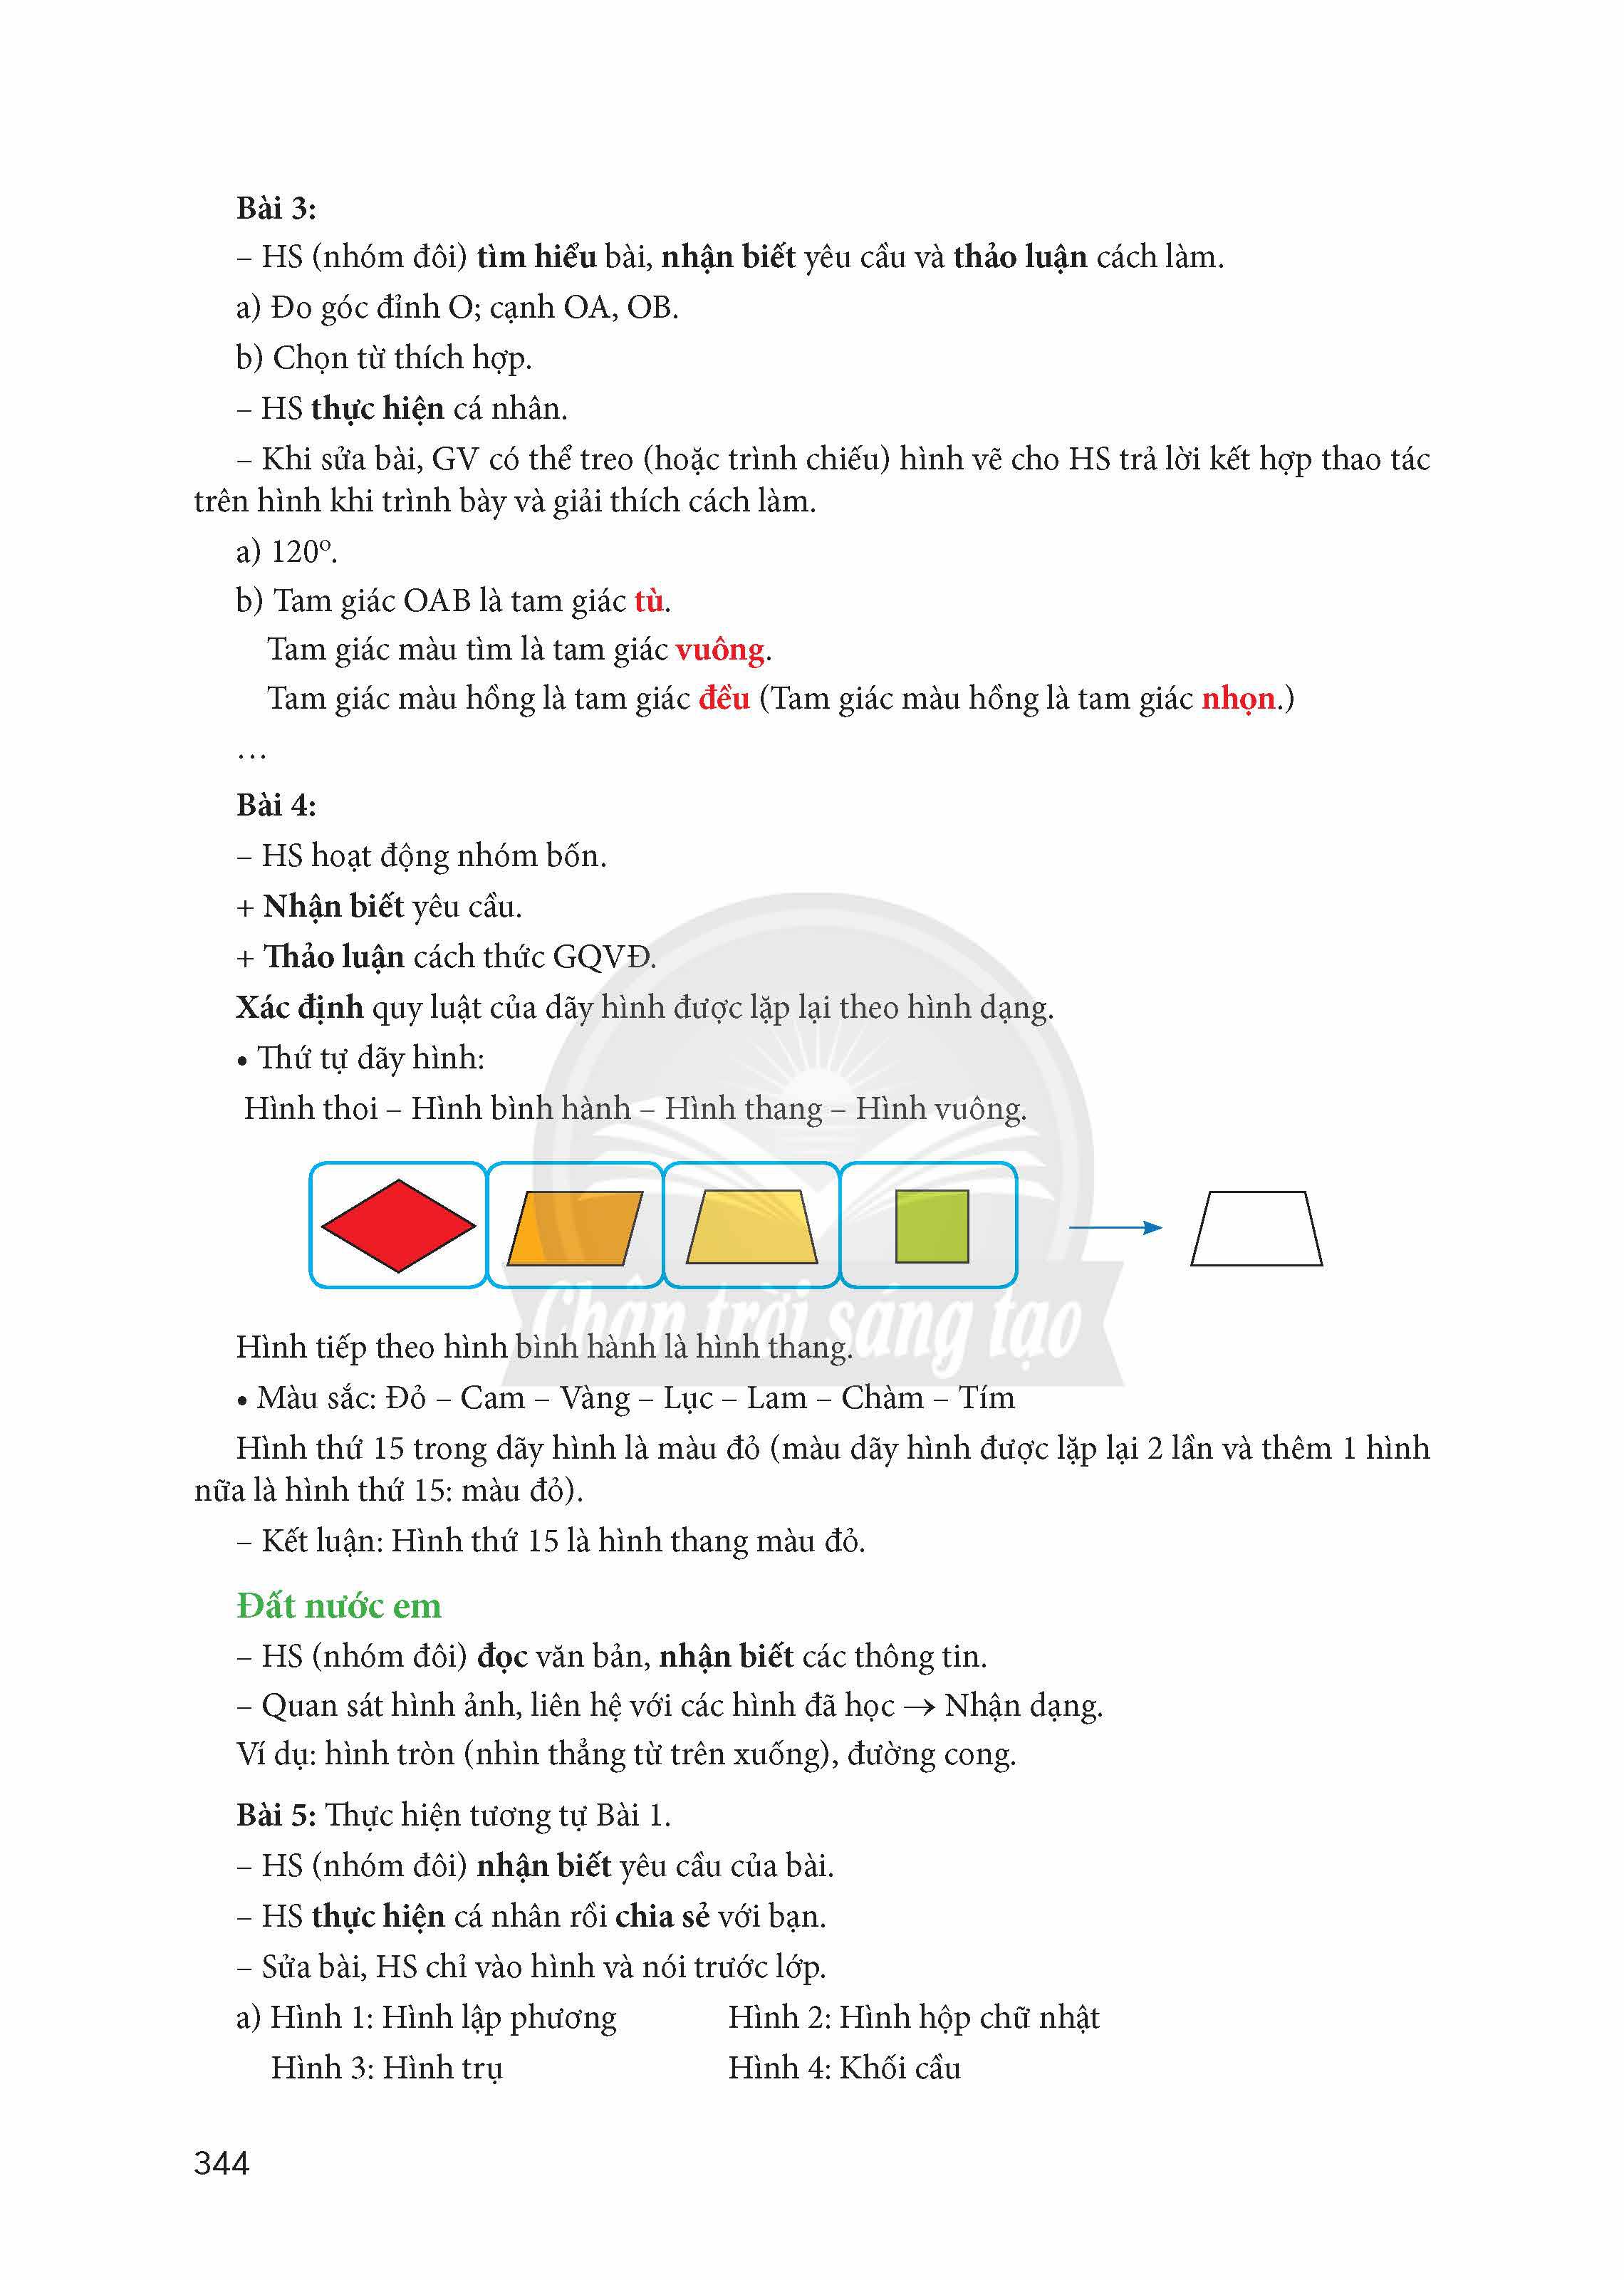 Bài 3:
– HS (nhóm đôi) tìm hiểu bài, nhận biết yêu cầu và thảo luận cách làm.
a) Đo góc đỉnh O; cạnh OA, OB.
b) Chọn từ thích hợp.
– HS thực hiện cá nhân.
– Khi sửa bài, GV có thể treo (hoặc trình chiếu) hình vẽ cho HS trả lời kết hợp thao tác
trên hình khi trình bày và giải thích cách làm.
a) 120º.
b) Tam giác OAB là tam giác tù.
Tam giác màu tìm là tam giác vuông.
Tam giác màu hồng là tam giác đều (Tam giác màu hồng là tam giác nhọn.)
…
Bài 4:
– HS hoạt động nhóm bốn.
+ Nhận biết yêu cầu.
+ Thảo luận cách thức GQVĐ.
Xác định quy luật của dãy hình được lặp lại theo hình dạng.
• Thứ tự dãy hình:
Hình thoi – Hình bình hành – Hình thang – Hình vuông.
Chân trời sáng tạo
Hình tiếp theo hình bình hành là hình thang.
• Màu sắc: Đỏ – Cam – Vàng – Lục – Lam – Chàm – Tím
Hình thứ 15 trong dãy hình là màu đỏ (màu dãy hình được lặp lại 2 lần và thêm 1 hình
nữa là hình thứ 15: màu đỏ).
– Kết luận: Hình thứ 15 là hình thang màu đỏ.
Đất nước em
– HS (nhóm đôi) đọc văn bản, nhận biết các thông tin.
– Quan sát hình ảnh, liên hệ với các hình đã học → Nhận dạng.
Ví dụ: hình tròn (nhìn thẳng từ trên xuống), đường cong.
Bài 5: Thực hiện tương tự Bài 1.
– HS (nhóm đôi) nhận biết yêu cầu của bài.
– HS thực hiện cá nhân rồi chia sẻ với bạn.
– Sửa bài, HS chỉ vào hình và nói trước lớp.
a) Hình 1: Hình lập phương Hình 2: Hình hộp chữ nhật
Hình 3: Hình trụ Hình 4: Khối cầu
344